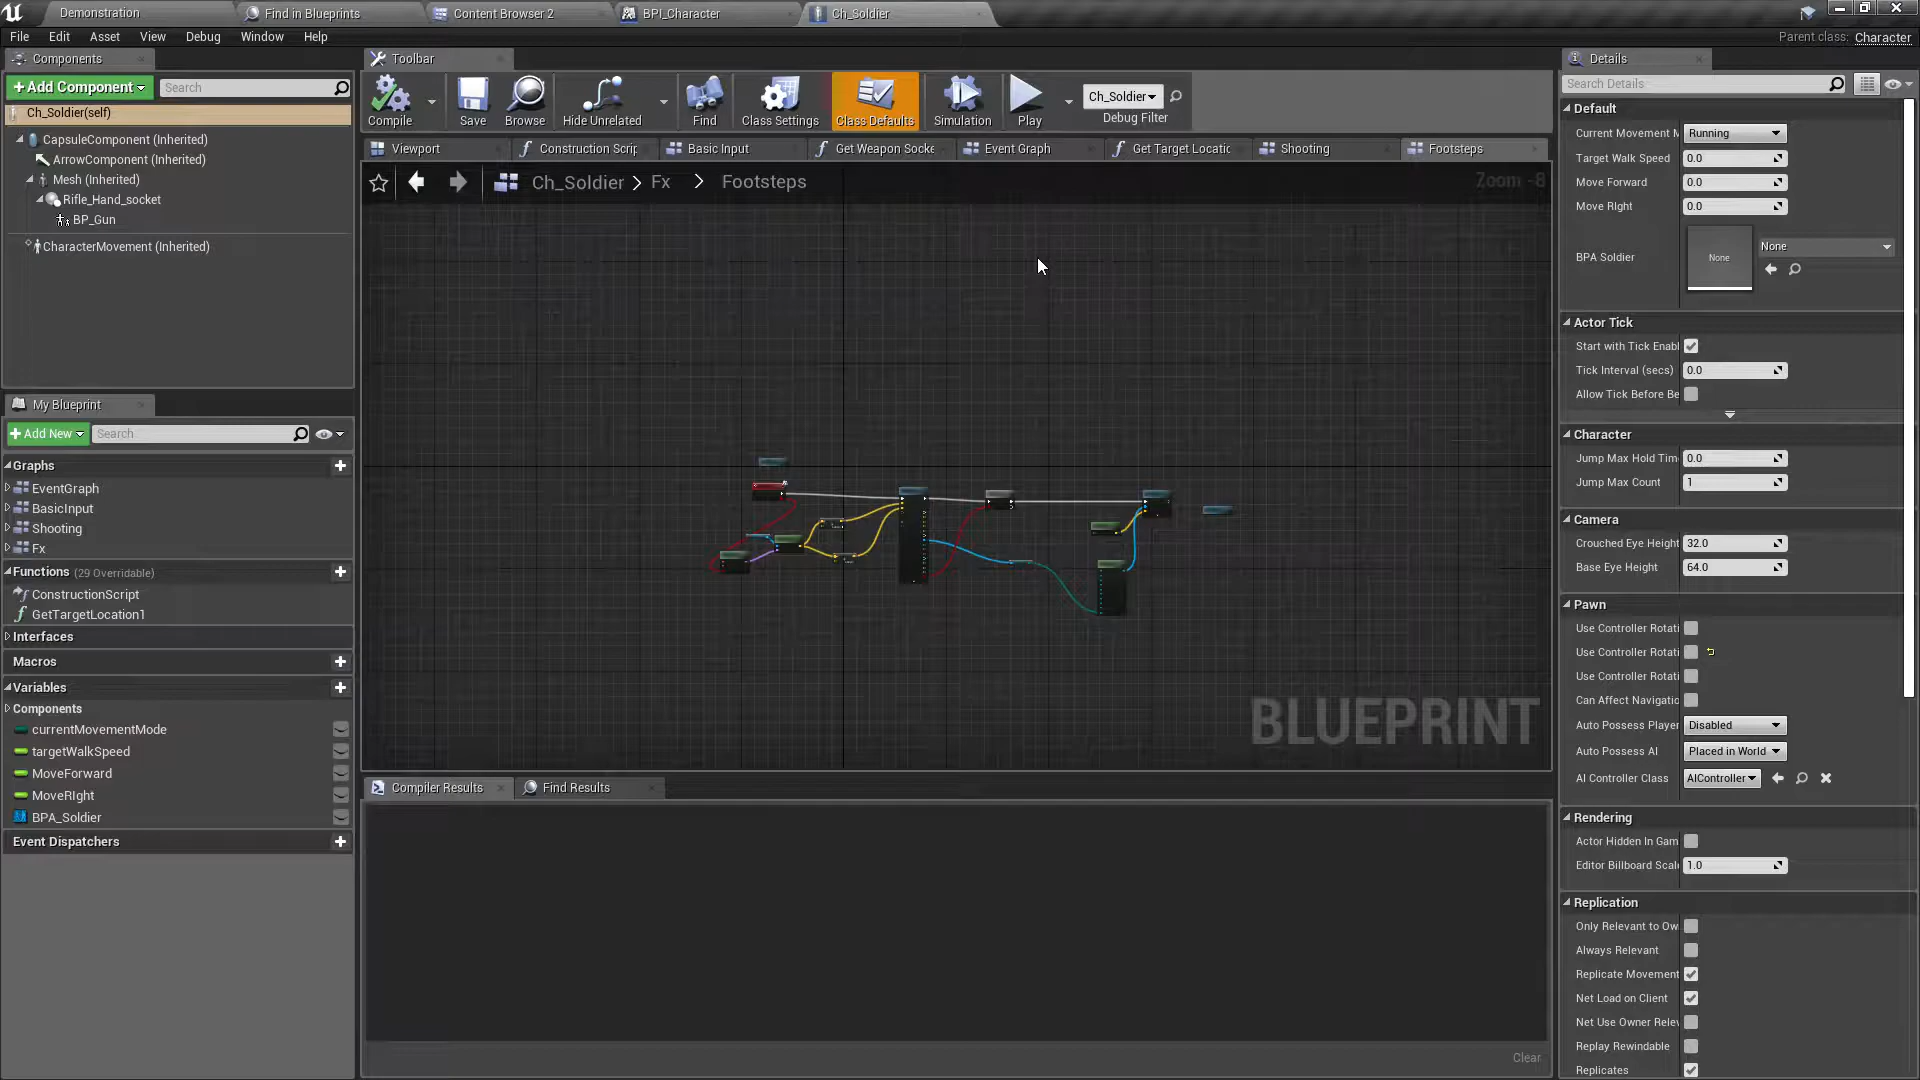 Demonstration
Find in Blueprints
Content Browser 2
BPI_Character
Ch_Soldier
File
Edit
Asset
View
Debug
Window
Help
Parent class: Character
Components
+ Add Component
Search
Ch_Soldier(self)
CapsuleComponent (Inherited)
ArrowComponent (Inherited)
Mesh (Inherited)
Rifle_Hand_socket
BP_Gun
CharacterMovement (Inherited)
My Blueprint
+ Add New
Search
Graphs
EventGraph
BasicInput
Shooting
Fx
Functions (29 Overridable)
ConstructionScript
GetTargetLocation1
Interfaces
Macros
Variables
Components
currentMovementMode
targetWalkSpeed
MoveForward
MoveRIght
BPA_Soldier
Event Dispatchers
Toolbar
Compile
Save
Browse
Hide Unrelated
Find
Class Settings
Class Defaults
Simulation
Play
Ch_Soldier
Debug Filter
Viewport
Construction Scrip
Basic Input
Get Weapon Socke
Event Graph
Get Target Locatio
Shooting
Footsteps
Ch_Soldier > Fx > Footsteps
Zoom -8
BLUEPRINT
Compiler Results
Find Results
Clear
Details
Search Details
Default
Current Movement M
Running
Target Walk Speed
0.0
Move Forward
0.0
Move RIght
0.0
BPA Soldier
None
None
Actor Tick
Start with Tick Enabl
Tick Interval (secs)
0.0
Allow Tick Before Be
Character
Jump Max Hold Tim
0.0
Jump Max Count
1
Camera
Crouched Eye Height
32.0
Base Eye Height
64.0
Pawn
Use Controller Rotati
Use Controller Rotati
Use Controller Rotati
Can Affect Navigatio
Auto Possess Player
Disabled
Auto Possess AI
Placed in World
AI Controller Class
AIController
Rendering
Actor Hidden In Gam
Editor Billboard Scal
1.0
Replication
Only Relevant to Ow
Always Relevant
Replicate Movement
Net Load on Client
Net Use Owner Relev
Replay Rewindable
Replicates